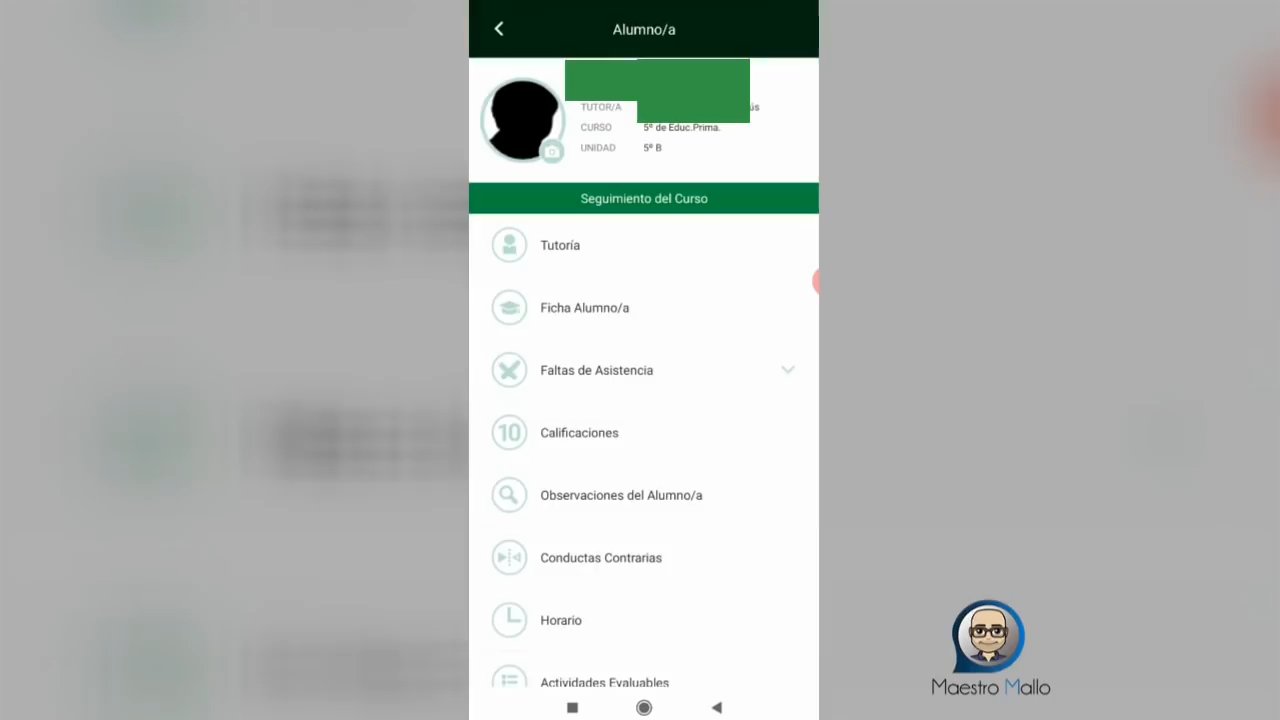 Alumno/a
TUTOR/A
CURSO 5º de Educ.Prima.
UNIDAD 5º B
Seguimiento del Curso
Tutoría
Ficha Alumno/a
Faltas de Asistencia
10 Calificaciones
Observaciones del Alumno/a
Conductas Contrarias
Horario
Actividades Evaluables
Maestro Mallo